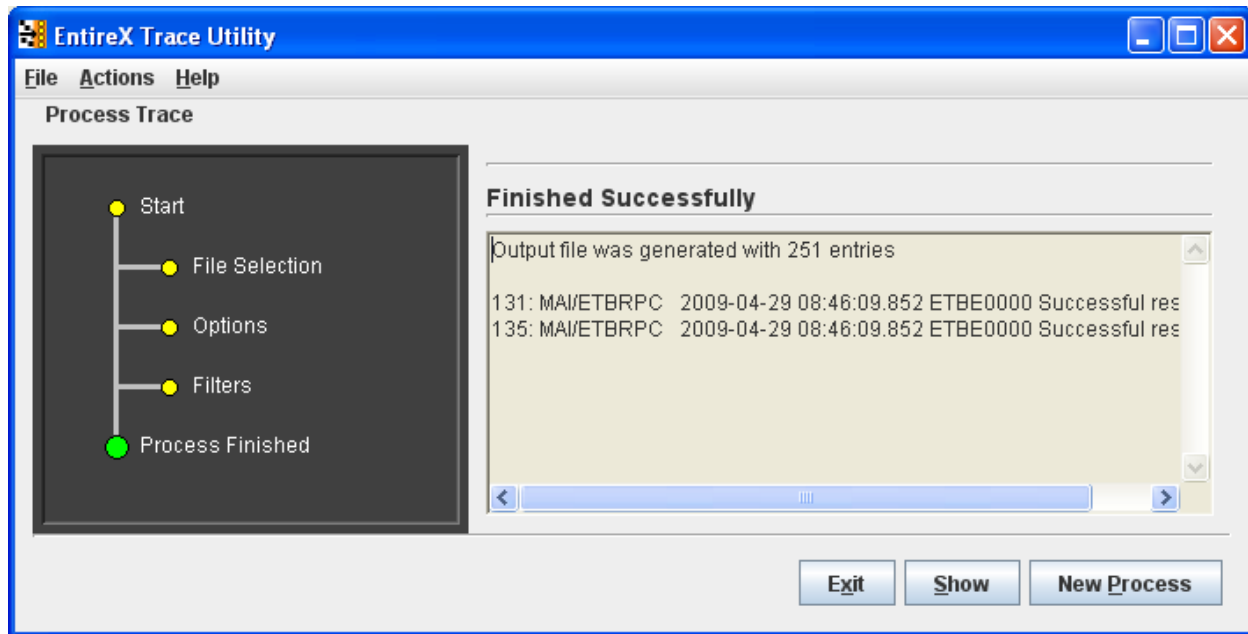 EntireX Trace Utility
File Actions Help
Process Trace
Start
File Selection
Options
Filters
Process Finished
Finished Successfully
Output file was generated with 251 entries
131: MAI/ETBRPC 2009-04-29 08:46:09.852 ETBE0000 Successful res
135: MAI/ETBRPC 2009-04-29 08:46:09.852 ETBE0000 Successful res
Exit Show New Process